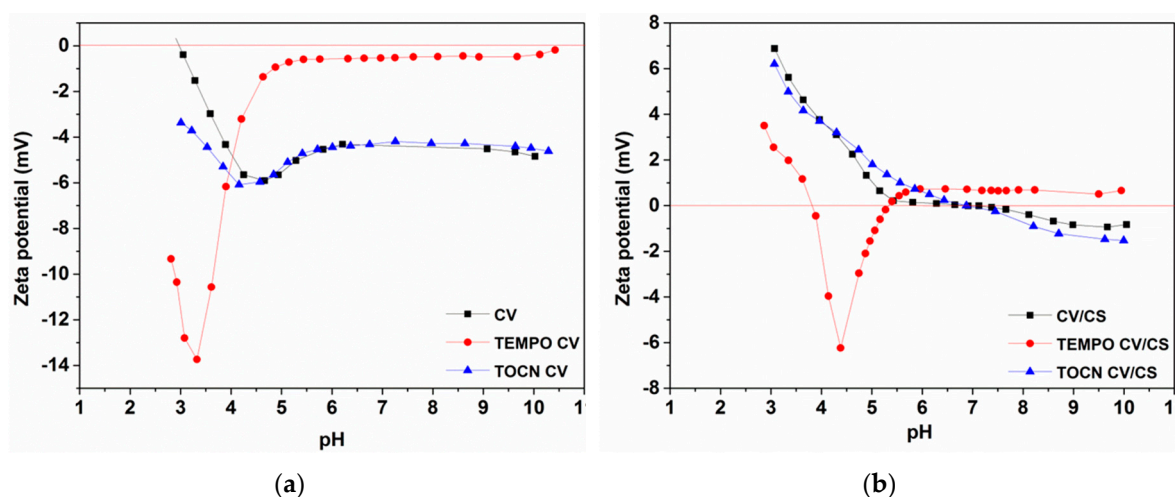 0
-2
-4
-6
-8
-10
-12
-14
Zeta potential (mV)
CV
TEMPO CV
TOCN CV
1 2 3 4 5 6 7 8 9 10 1
pH
(a)
8
6
4
2
0
-2
-4
-6
-8
Zeta potential (mV)
CV/CS
TEMPO CV/CS
TOCN CV/CS
1 2 3 4 5 6 7 8 9 10 1
pH
(b)